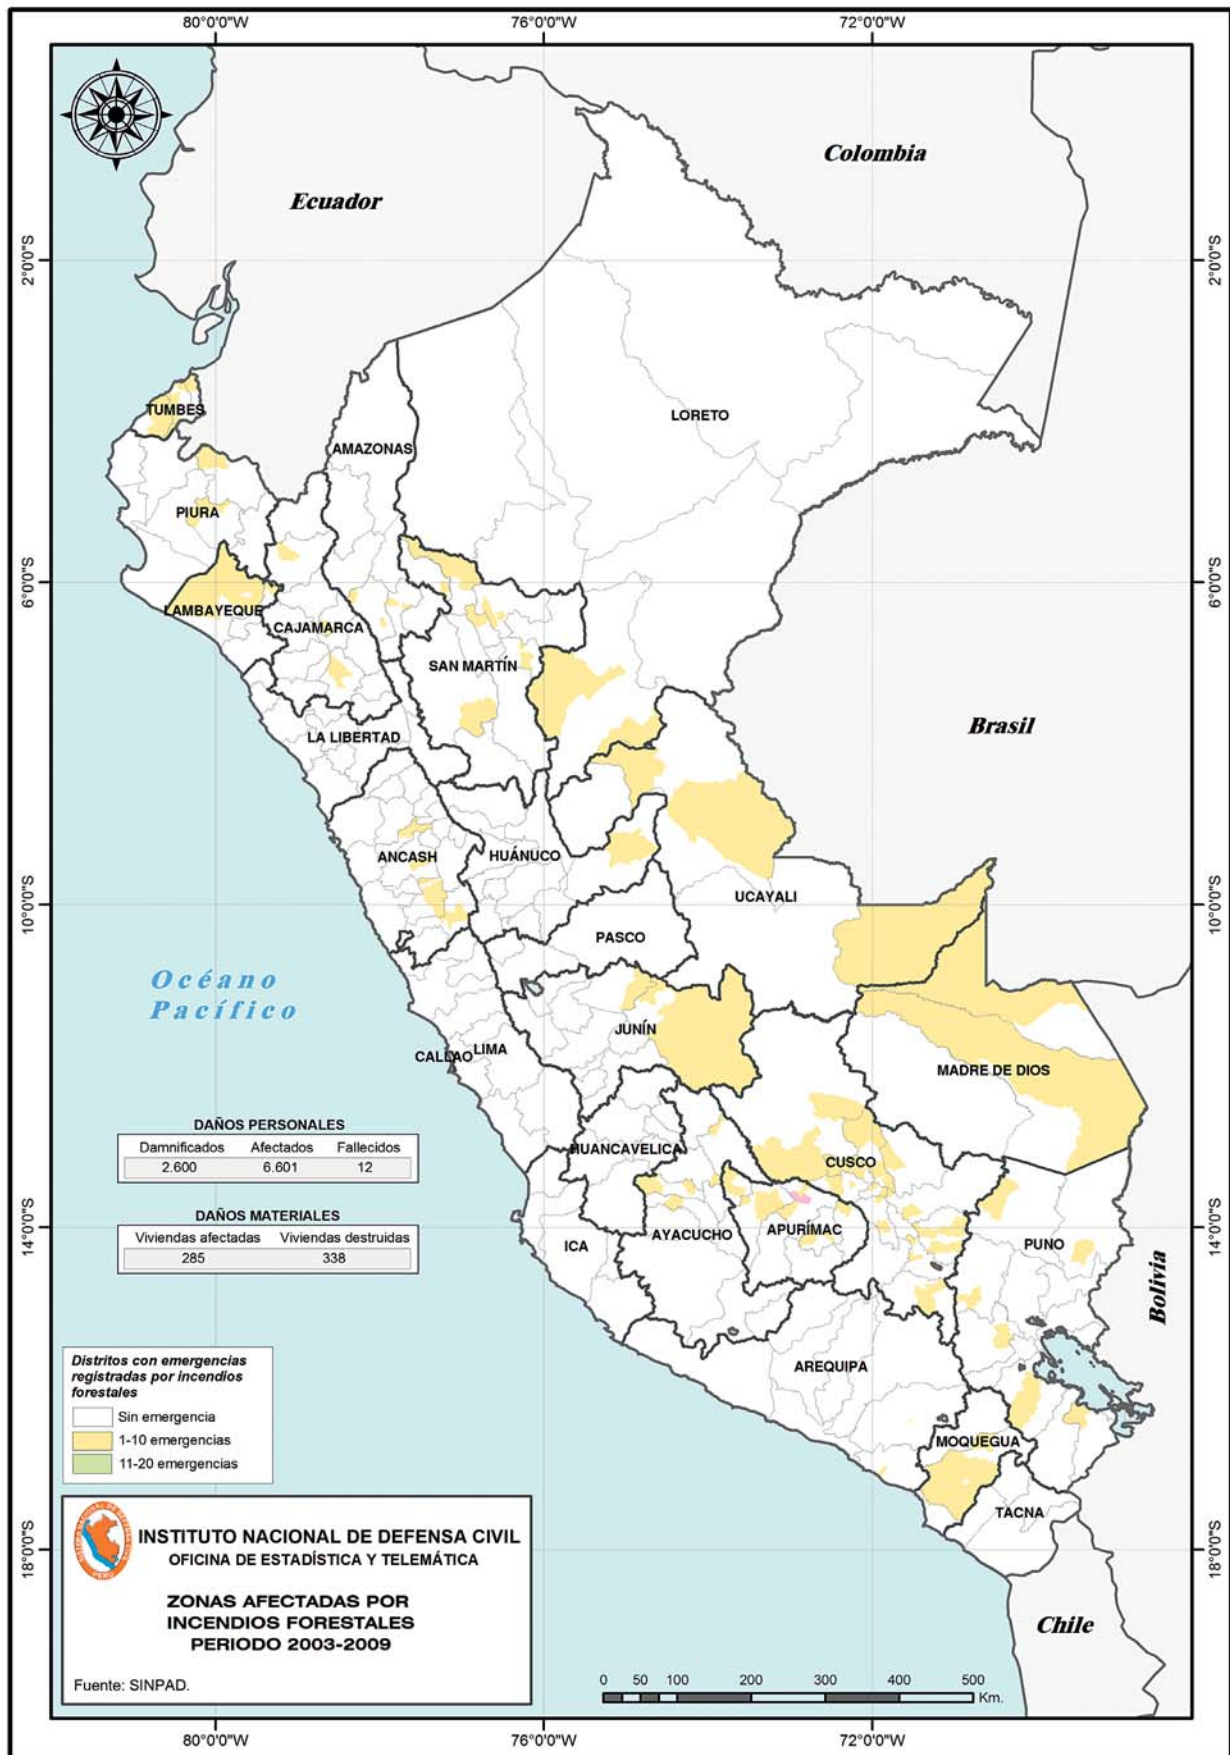 80°0'0"W
76°0'0"W
72°0'0"W
2°0'0"S
6°0'0"S
10°0'0"S
14°0'0"S
18°0'0"S
2°0'0"S
6°0'0"S
10°0'0"S
14°0'0"S
18°0'0"S
Colombia
Ecuador
TUMBES
LORETO
AMAZONAS
PIURA
LAMBAYEQUE
CAJAMARCA
SAN MARTÍN
LA LIBERTAD
Brasil
ANCASH
HUÁNUCO
UCAYALI
PASCO
Océano
Pacífico
JUNÍN
CALLAO
LIMA
MADRE DE DIOS
HUANCAVELICA
CUSCO
AYACUCHO
APURÍMAC
ICA
PUNO
Bolivia
AREQUIPA
MOQUEGUA
TACNA
Chile
DAÑOS PERSONALES
Damnificados Afectados Fallecidos
2.600 6.601 12
DAÑOS MATERIALES
Viviendas afectadas Viviendas destruidas
285 338
Distritos con emergencias
registradas por incendios
forestales
Sin emergencia
1-10 emergencias
11-20 emergencias
INSTITUTO NACIONAL DE DEFENSA CIVIL
OFICINA DE ESTADÍSTICA Y TELEMÁTICA
ZONAS AFECTADAS POR
INCENDIOS FORESTALES
PERIODO 2003-2009
Fuente: SINPAD.
0 50 100 200 300 400 500
Km.
80°0'0"W
76°0'0"W
72°0'0"W